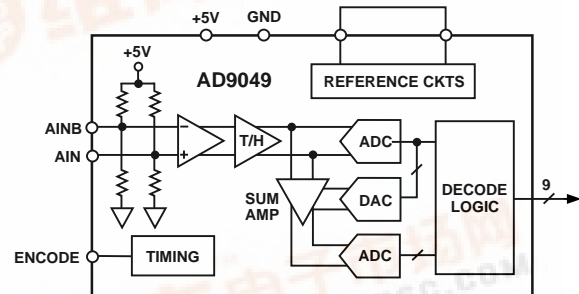 +5V
GND
+5V
AD9049
REFERENCE CKTS
AINB
AIN
−
+
T/H
ADC
SUM
AMP
DAC
DECODE
LOGIC
9
ENCODE
TIMING
ADC